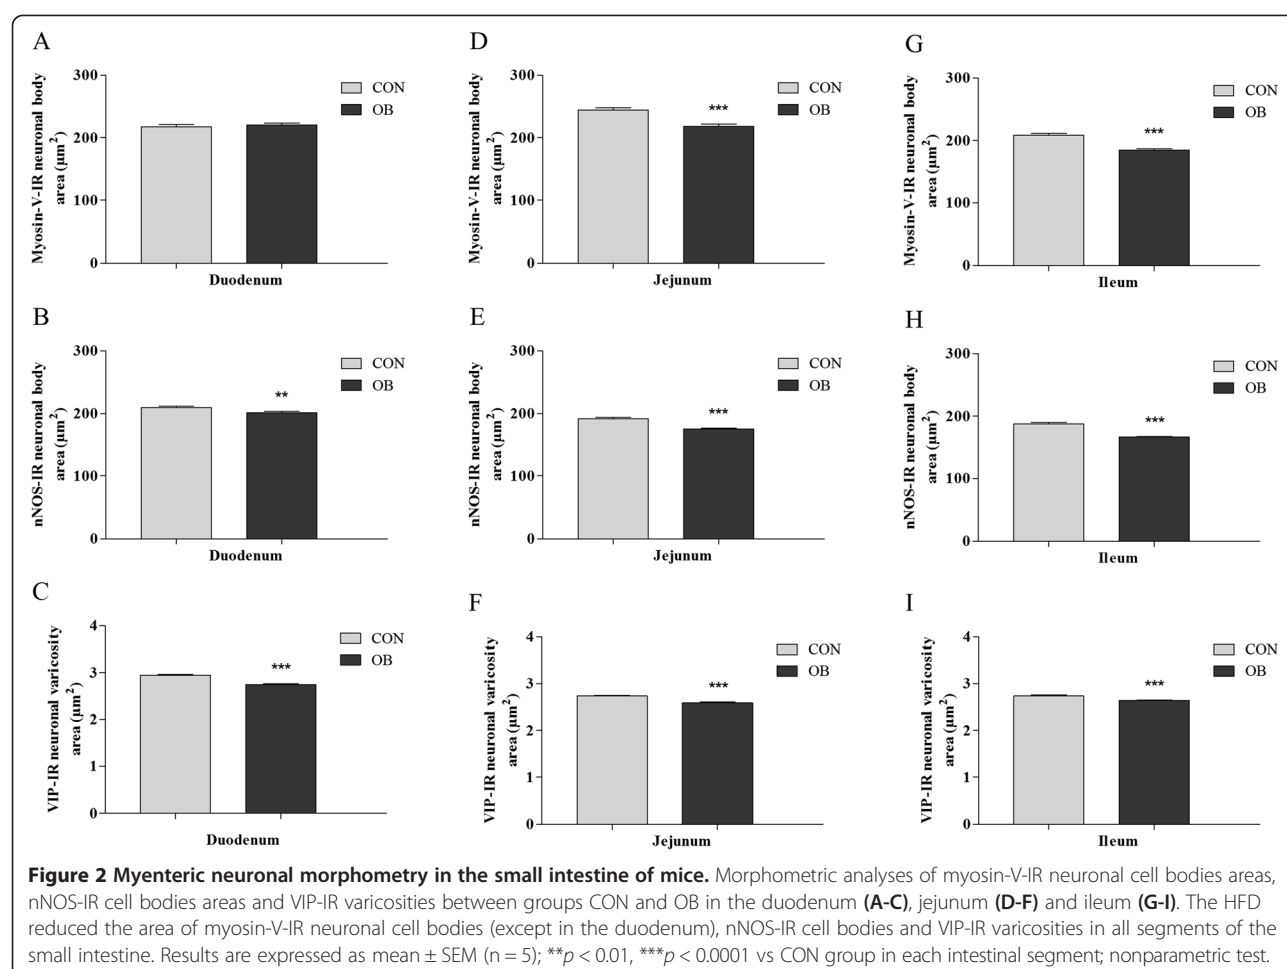 A
Myosin-V-IR neuronal body
area (µm²)
300
200
100
0
CON
OB
Duodenum
D
Myosin-V-IR neuronal body
area (µm²)
300
200
100
0
CON
OB
***
Jejunum
G
Myosin-V-IR neuronal body
area (µm²)
300
200
100
0
CON
OB
***
Ileum
B
nNOS-IR neuronal body
area (µm²)
300
200
100
0
CON
OB
**
Duodenum
E
nNOS-IR neuronal body
area (µm²)
300
200
100
0
CON
OB
***
Jejunum
H
nNOS-IR neuronal body
area (µm²)
300
200
100
0
CON
OB
***
Ileum
C
VIP-IR neuronal varicosity
area (µm²)
4
3
2
1
0
CON
OB
***
Duodenum
F
VIP-IR neuronal varicosity
area (µm²)
4
3
2
1
0
CON
OB
***
Jejunum
I
VIP-IR neuronal varicosity
area (µm²)
4
3
2
1
0
CON
OB
***
Ileum
Figure 2 Myenteric neuronal morphometry in the small intestine of mice. Morphometric analyses of myosin-V-IR neuronal cell bodies areas,
nNOS-IR cell bodies areas and VIP-IR varicosities between groups CON and OB in the duodenum (A-C), jejunum (D-F) and ileum (G-I). The HFD
reduced the area of myosin-V-IR neuronal cell bodies (except in the duodenum), nNOS-IR cell bodies and VIP-IR varicosities in all segments of the
small intestine. Results are expressed as mean ± SEM (n = 5); **p < 0.01, ***p < 0.0001 vs CON group in each intestinal segment; nonparametric test.